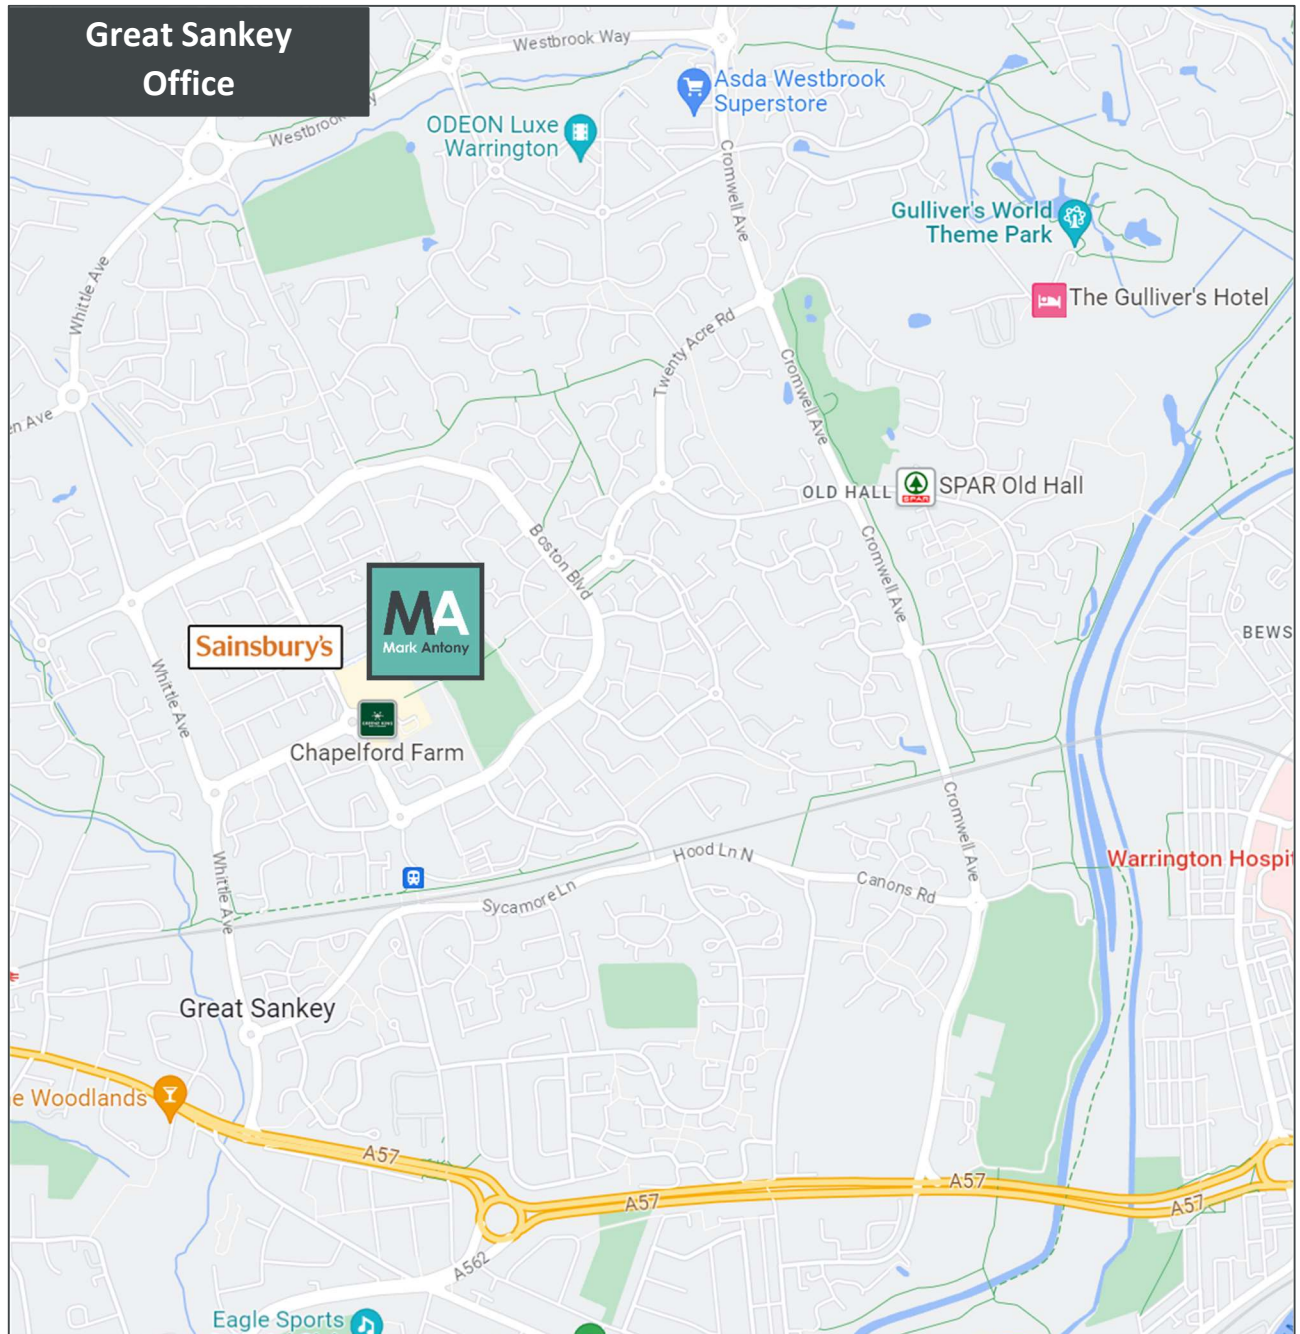 Great Sankey
Office
Westbrook Way
Asda Westbrook
Superstore
Westbrook
ODEON Luxe
Warrington
Cromwell Ave
Gulliver's World
Theme Park
The Gulliver's Hotel
Whittle Ave
Twenty Acre Rd
Cromwell Ave
en Ave
OLD HALL
SPAR
SPAR Old Hall
Boston Blvd
Cromwell Ave
MA
Mark Antony
Sainsbury's
BEWS
Whittle Ave
Chapelford Farm
Cromwell Ave
Hood Ln N
Warrington Hospi
Whittle Ave
Canons Rd
Sycamore Ln
Great Sankey
e Woodlands
A57
A57
A57
A57
A562
Eagle Sports